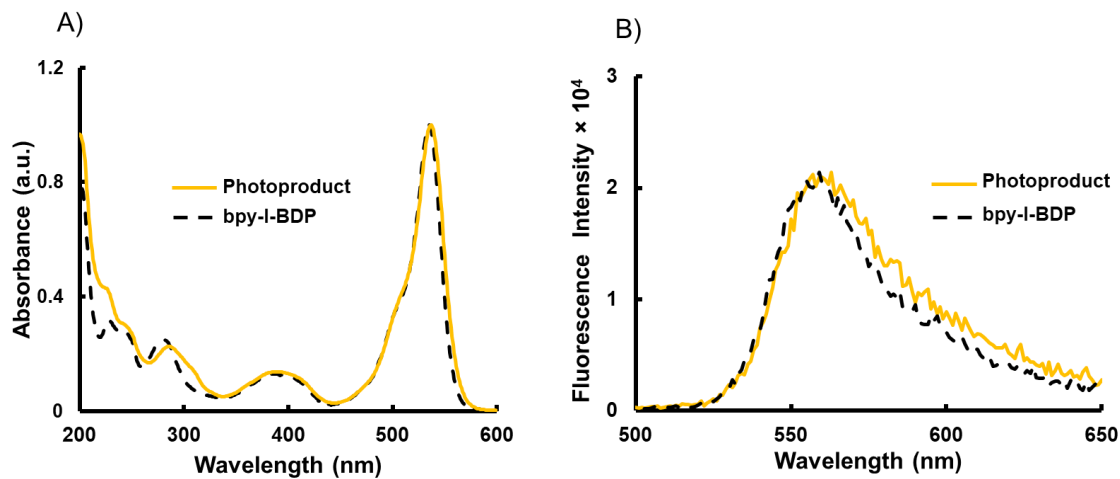 A)
1.2
0.8
0.4
0
Absorbance (a.u.)
Photoproduct
bpy-I-BDP
200
300
400
500
600
Wavelength (nm)
B)
3
2
1
0
Fluorescence Intensity × 10⁴
Photoproduct
bpy-I-BDP
500
550
600
650
Wavelength (nm)